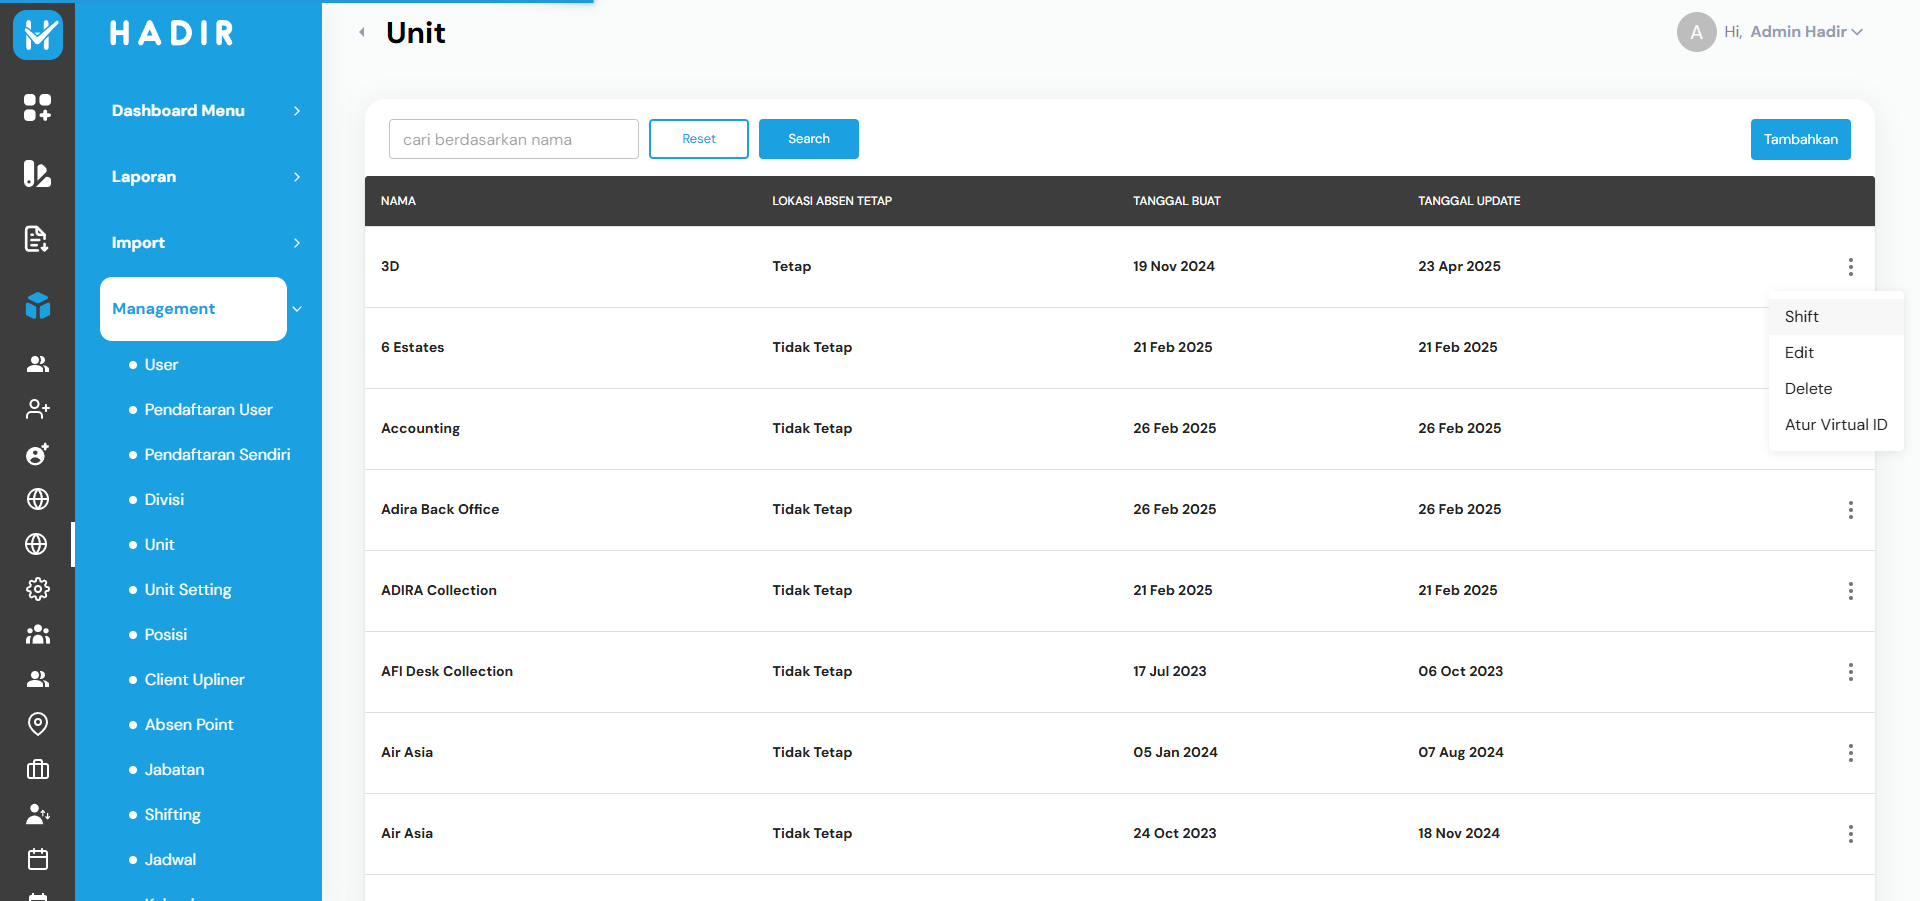 HADIR
Unit
A
Hi, Admin Hadir
Dashboard Menu
Laporan
Import
Management
User
Pendaftaran User
Pendaftaran Sendiri
Divisi
Unit
Unit Setting
Posisi
Client Upliner
Absen Point
Jabatan
Shifting
Jadwal
cari berdasarkan nama
Reset
Search
Tambahkan
NAMA LOKASI ABSEN TETAP TANGGAL BUAT TANGGAL UPDATE
3D Tetap 19 Nov 2024 23 Apr 2025
6 Estates Tidak Tetap 21 Feb 2025 21 Feb 2025
Accounting Tidak Tetap 26 Feb 2025 26 Feb 2025
Adira Back Office Tidak Tetap 26 Feb 2025 26 Feb 2025
ADIRA Collection Tidak Tetap 21 Feb 2025 21 Feb 2025
AFI Desk Collection Tidak Tetap 17 Jul 2023 06 Oct 2023
Air Asia Tidak Tetap 05 Jan 2024 07 Aug 2024
Air Asia Tidak Tetap 24 Oct 2023 18 Nov 2024
Shift
Edit
Delete
Atur Virtual ID